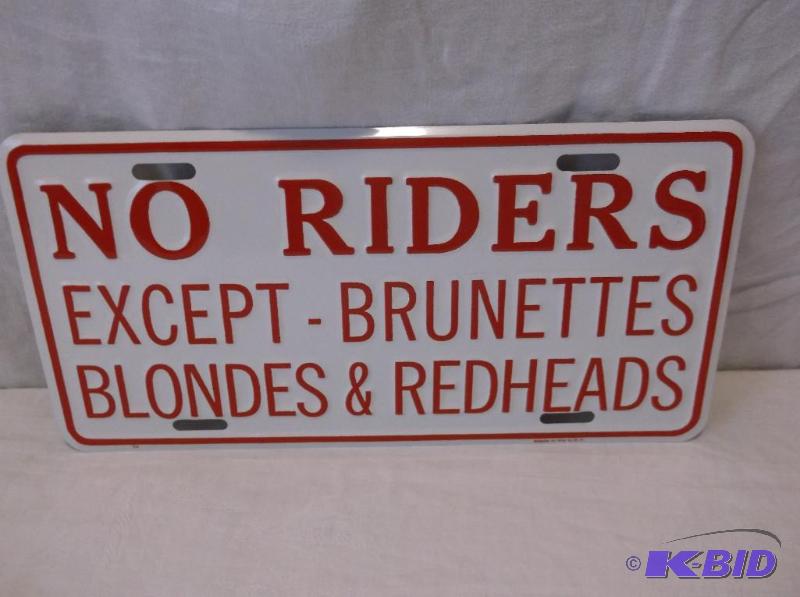 NO RIDERS
EXCEPT - BRUNETTES
BLONDES & REDHEADS
© K-BID